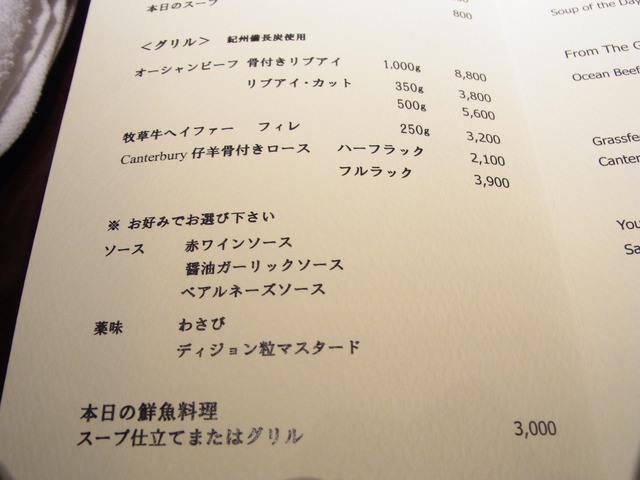 本日のスープ 800
＜グリル＞ 紀州備長炭使用
オーシャンビーフ 骨付きリブアイ 1,000g 8,800
リブアイ・カット 350g 3,800
500g 5,600
牧草牛ヘイファー フィレ 250g 3,200
Canterbury 仔羊骨付きロース ハーフラック 2,100
フルラック 3,900
※ お好みでお選び下さい
ソース 赤ワインソース
醤油ガーリックソース
ベアルネーズソース
薬味 わさび
ディジョン粒マスタード
本日の鮮魚料理
スープ仕立てまたはグリル 3,000
Soup of the Day
From The G
Ocean Beef
Grassfe
Canter
You
Sa